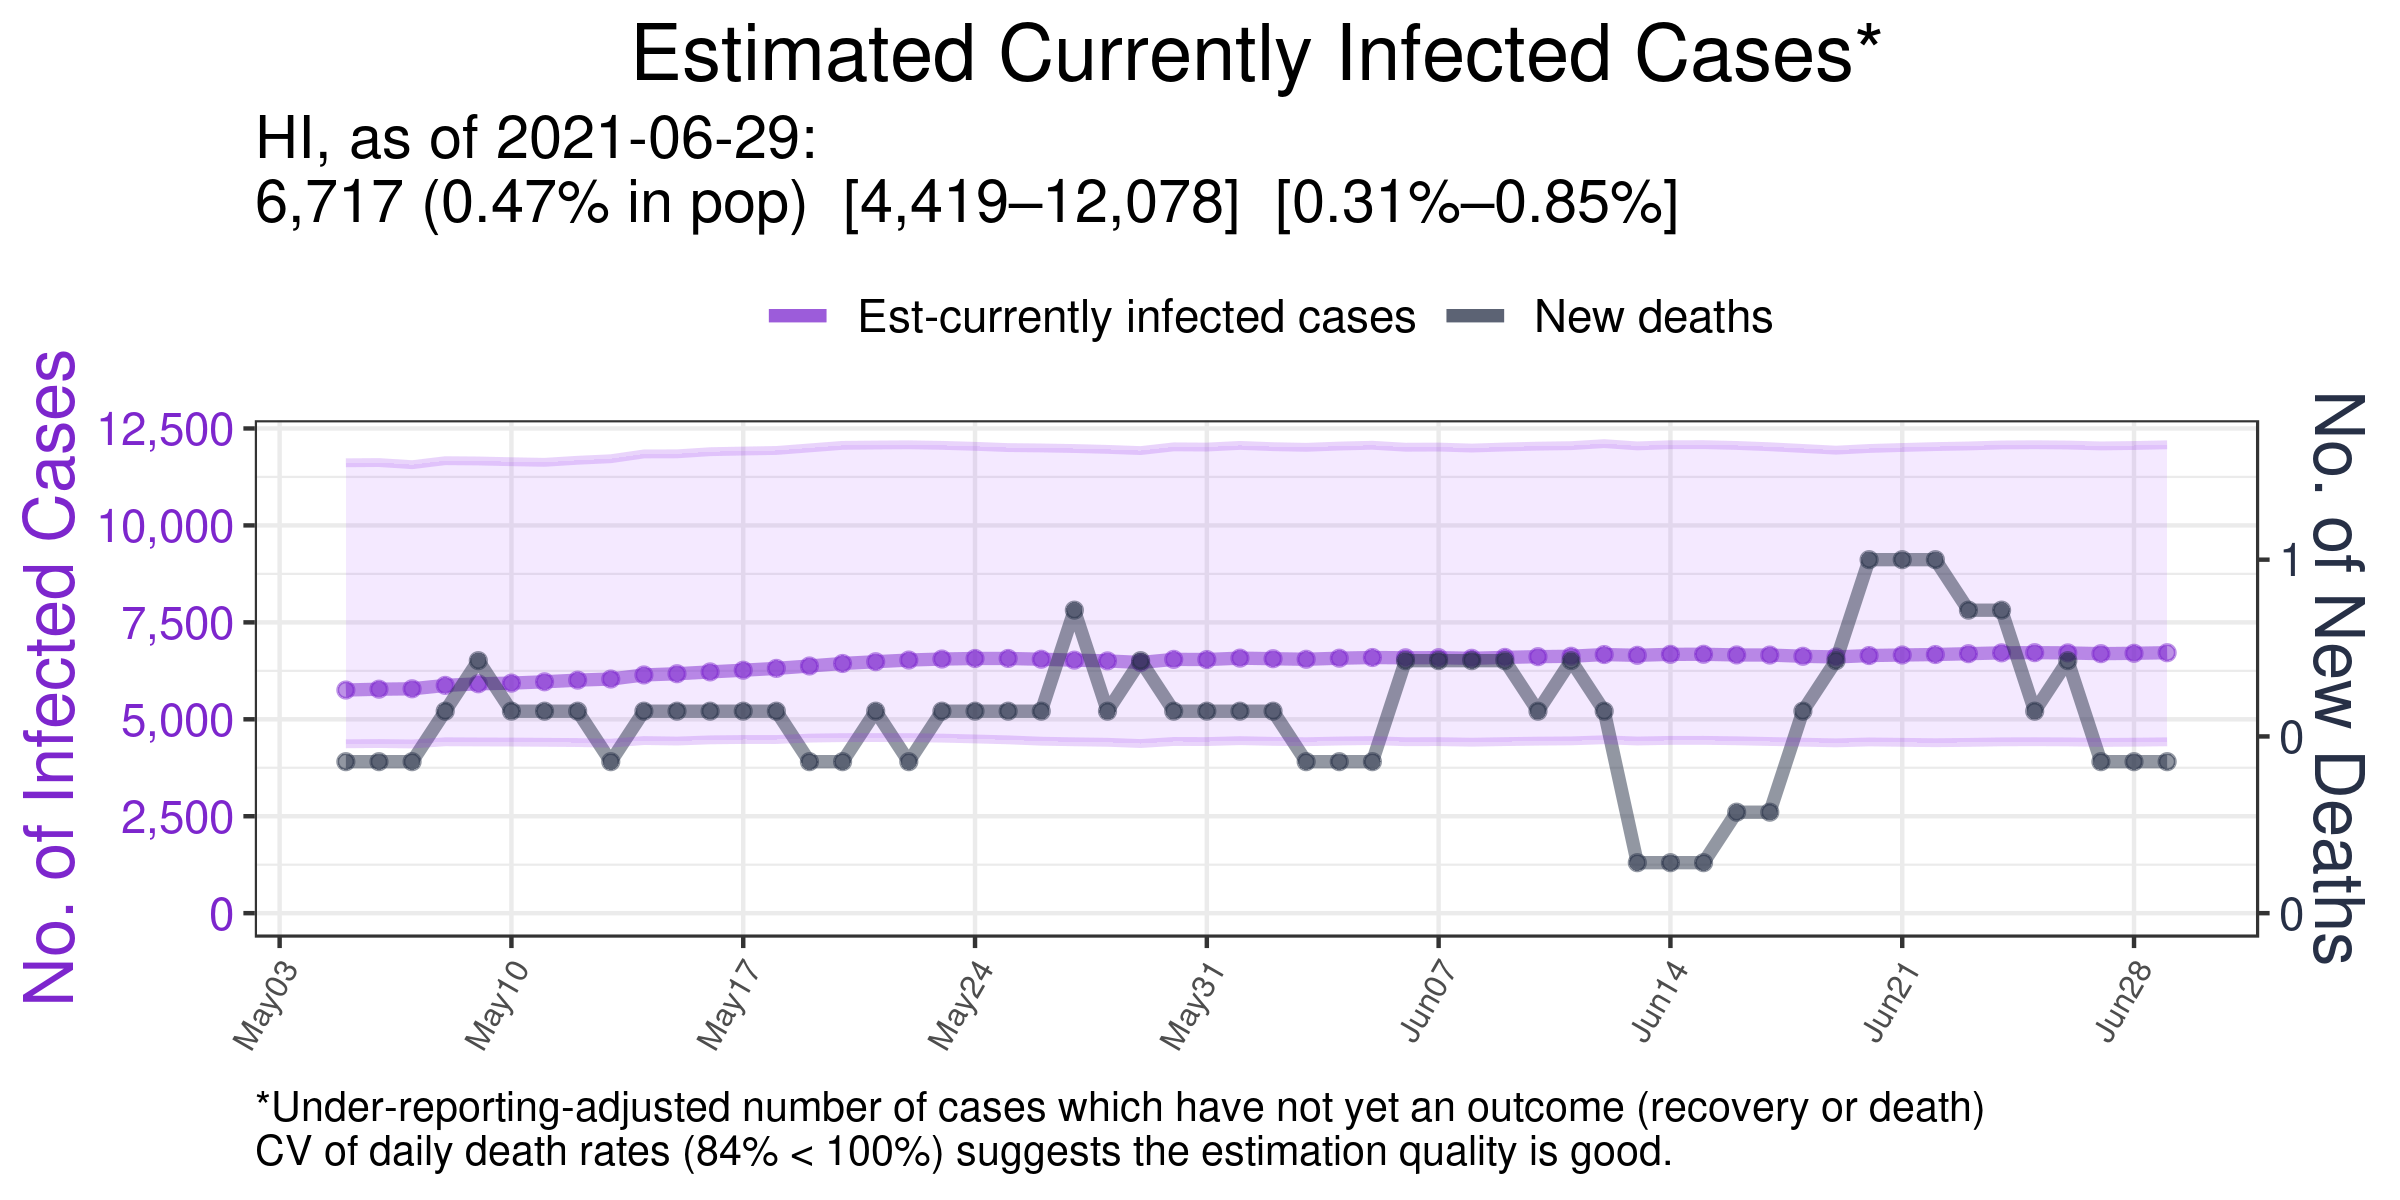 Estimated Currently Infected Cases*
HI, as of 2021-06-29:
6,717 (0.47% in pop)  [4,419–12,078]  [0.31%–0.85%]
Est-currently infected cases
New deaths
No. of Infected Cases
12,500
10,000
7,500
5,000
2,500
0
1
0
0
No. of New Deaths
May03
May10
May17
May24
May31
Jun07
Jun14
Jun21
Jun28
*Under-reporting-adjusted number of cases which have not yet an outcome (recovery or death)
CV of daily death rates (84% < 100%) suggests the estimation quality is good.